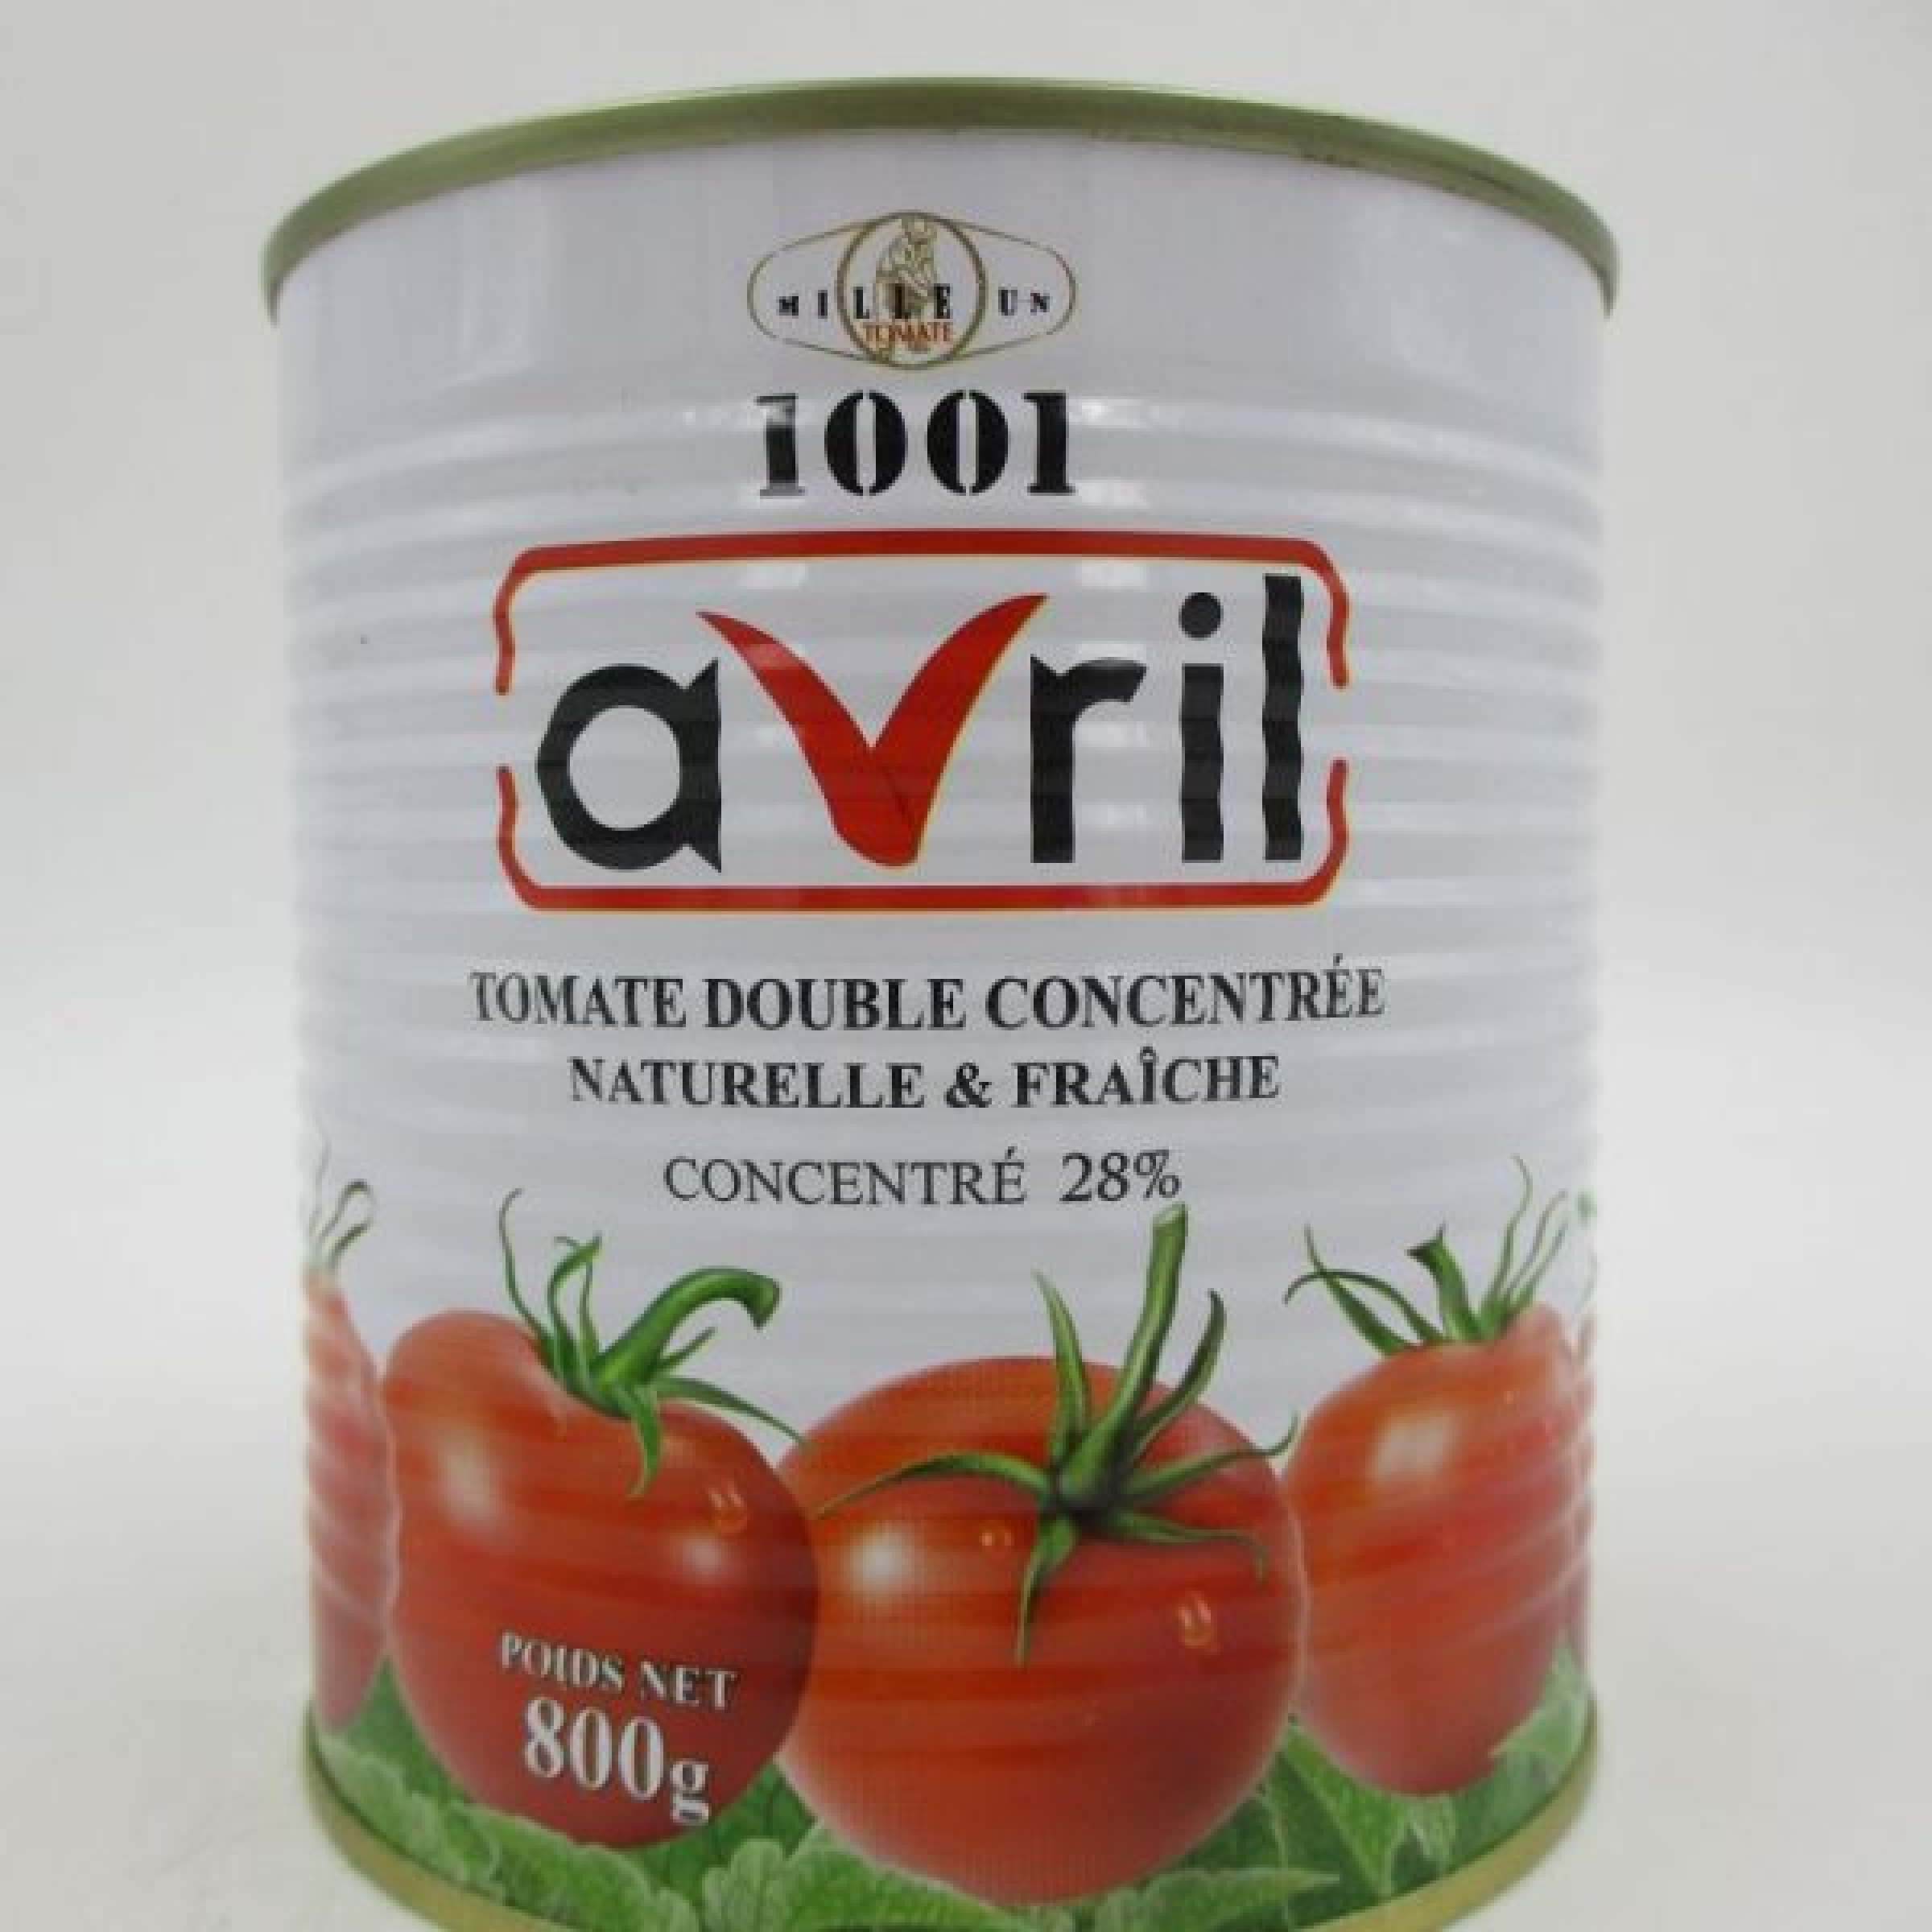 MILLE UN
TOMATE
1001
avril
TOMATE DOUBLE CONCENTRÉE
NATURELLE & FRAÎCHE
CONCENTRÉ 28%
POIDS NET
800g